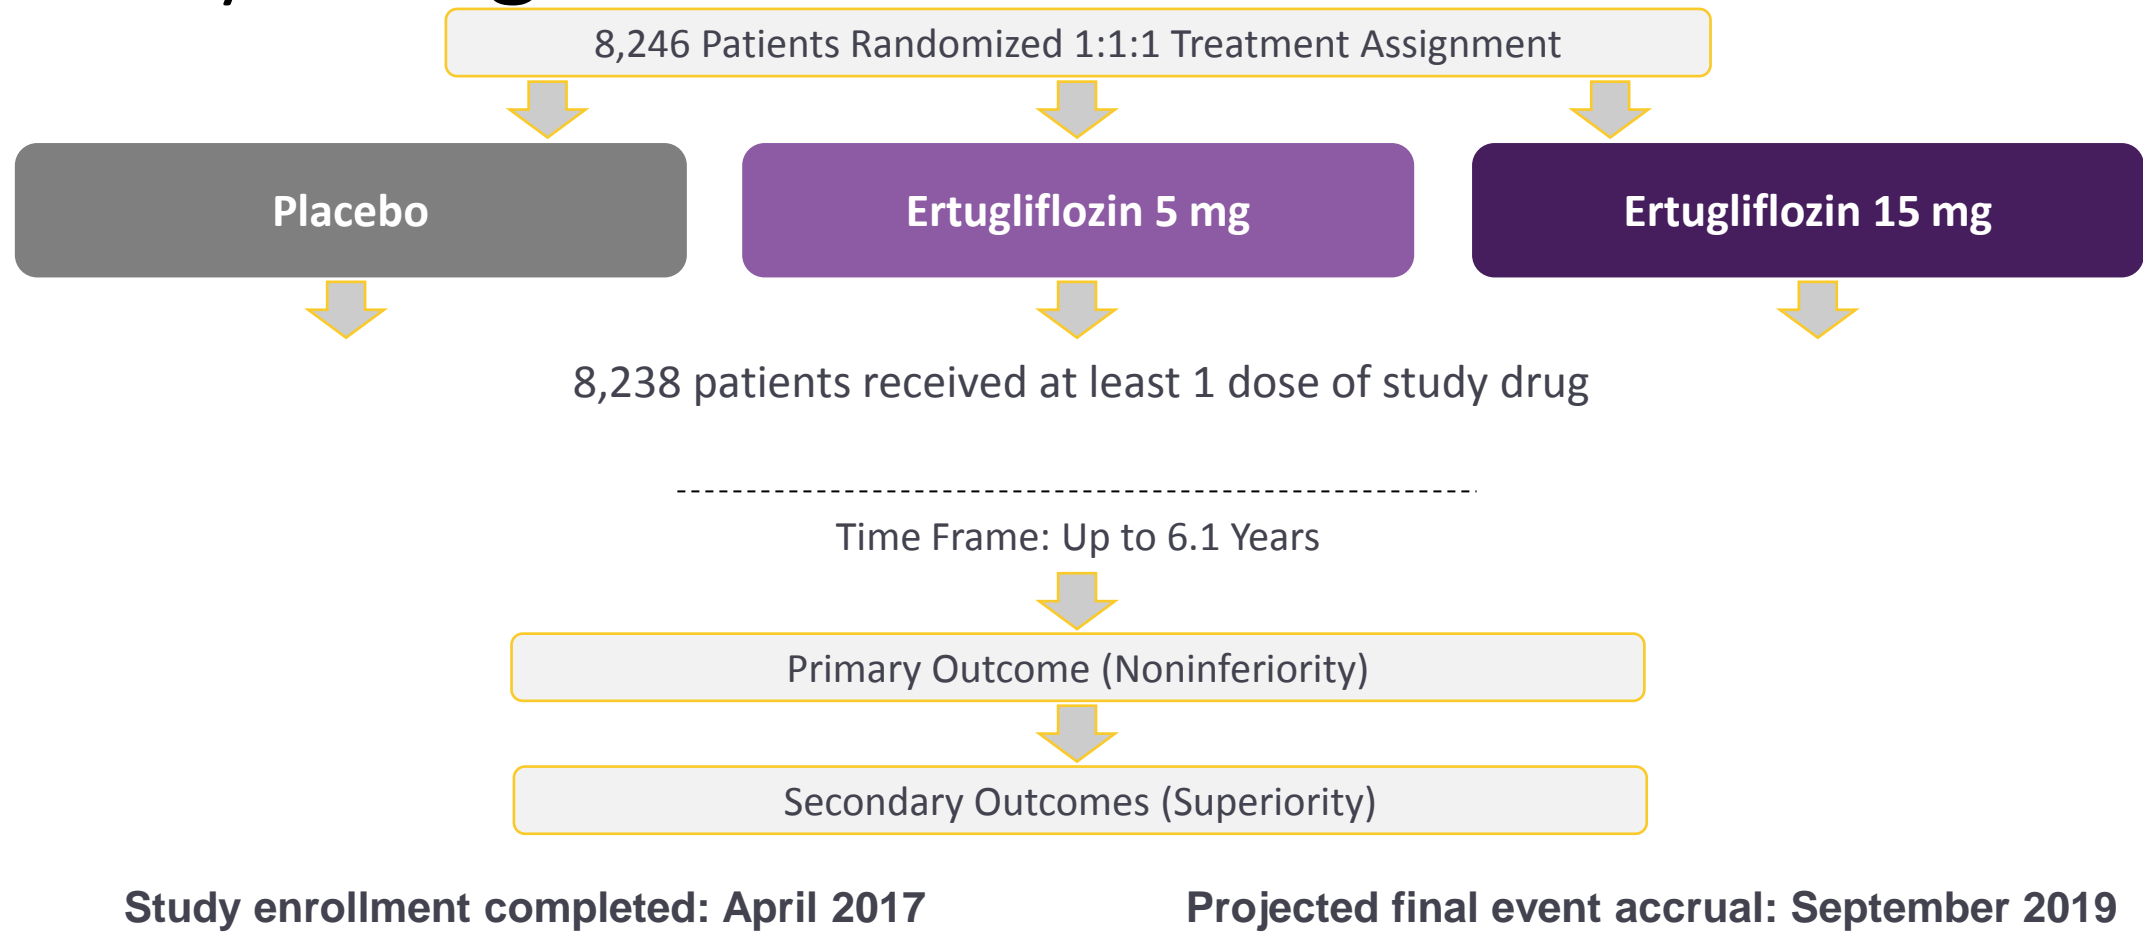 8,246 Patients Randomized 1:1:1 Treatment Assignment
Placebo
Ertugliflozin 5 mg
Ertugliflozin 15 mg
8,238 patients received at least 1 dose of study drug
Time Frame: Up to 6.1 Years
Primary Outcome (Noninferiority)
Secondary Outcomes (Superiority)
Study enrollment completed: April 2017
Projected final event accrual: September 2019